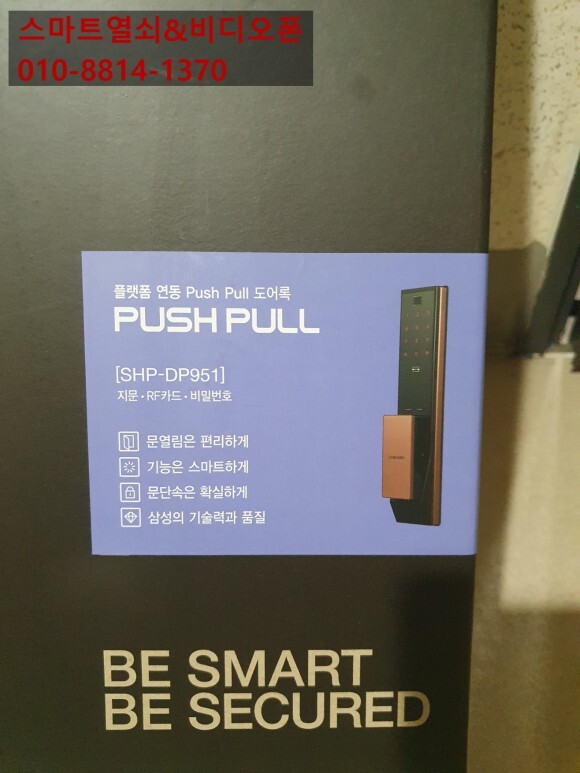 스마트열쇠&비디오폰
010-8814-1370
플랫폼 연동 Push Pull 도어록
PUSH PULL
[SHP-DP951]
지문·RF카드·비밀번호
문열림은 편리하게
기능은 스마트하게
문단속은 확실하게
삼성의 기술력과 품질
BE SMART
BE SECURED